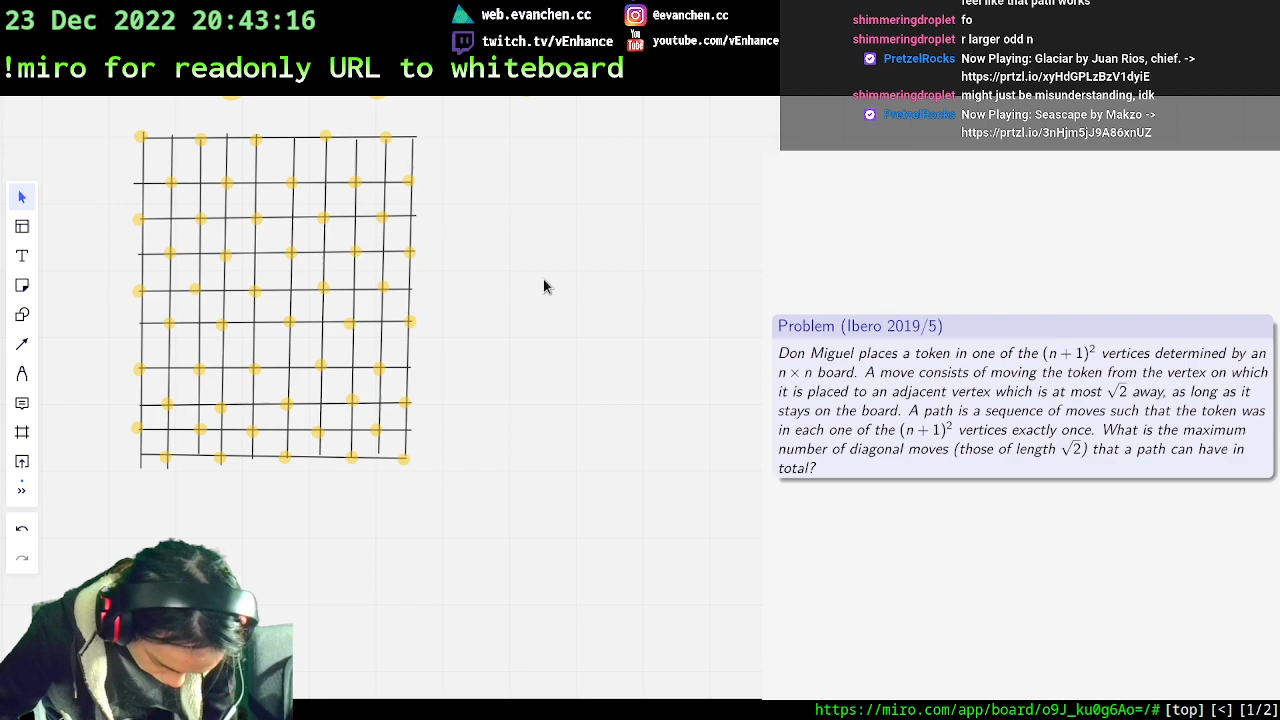 23 Dec 2022 20:43:16
!miro for readonly URL to whiteboard
web.evanchen.cc
@evanchen.cc
twitch.tv/vEnhance
youtube.com/vEnhance
feel like that path works
shimmeringdroplet fo
shimmeringdroplet r larger odd n
PretzelRocks Now Playing: Glaciar by Juan Rios, chief. ->
https://prtzl.io/xyHdGPLzBzV1dyiE
shimmeringdroplet might just be misunderstanding, idk
PretzelRocks Now Playing: Seascape by Makzo ->
https://prtzl.io/3nHjm5jJ9A86xnUZ
Problem (Ibero 2019/5)
Don Miguel places a token in one of the (n + 1)² vertices determined by an
n × n board. A move consists of moving the token from the vertex on which
it is placed to an adjacent vertex which is at most √2 away, as long as it
stays on the board. A path is a sequence of moves such that the token was
in each one of the (n + 1)² vertices exactly once. What is the maximum
number of diagonal moves (those of length √2) that a path can have in
total?
https://miro.com/app/board/o9J_ku0g6Ao=/# [top] [<] [1/2]